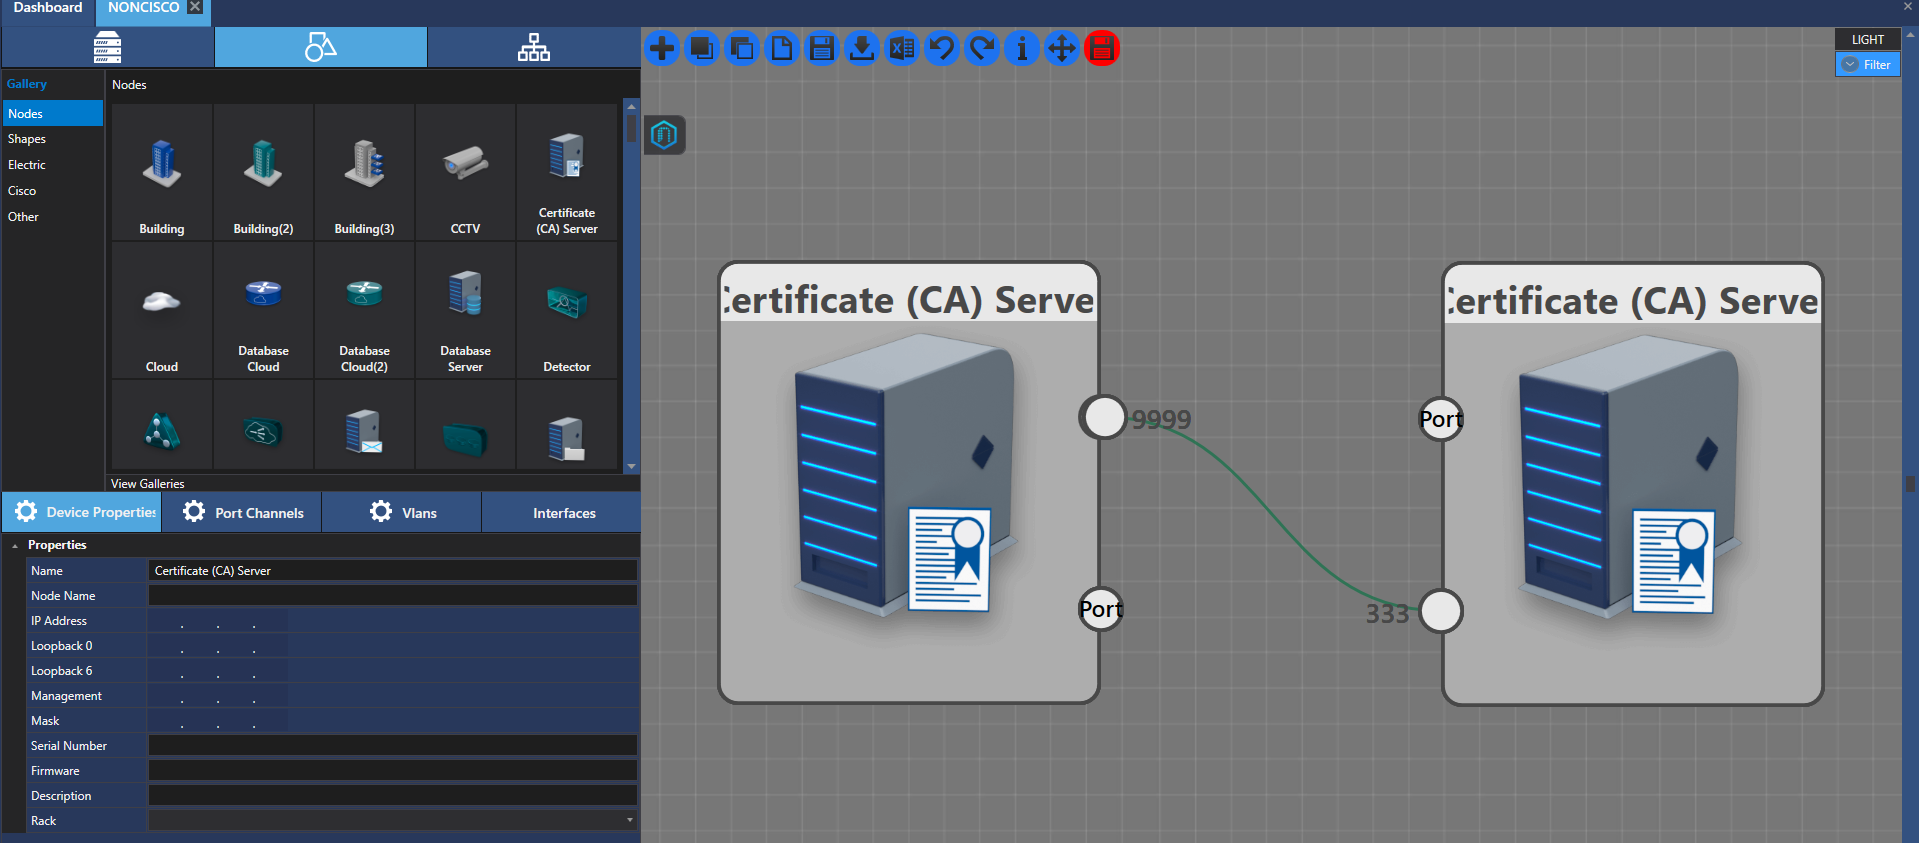 Dashboard
NONCISCO
LIGHT
Filter
Gallery
Nodes
Shapes
Electric
Cisco
Other
Nodes
Building
Building(2)
Building(3)
CCTV
Certificate
(CA) Server
Cloud
Database
Cloud
Database
Cloud(2)
Database
Server
Detector
View Galleries
Device Properties
Port Channels
Vlans
Interfaces
Properties
Name
Certificate (CA) Server
Node Name
IP Address
. . .
Loopback 0
. . .
Loopback 6
. . .
Management
. . .
Mask
. . .
Serial Number
Firmware
Description
Rack
Certificate (CA) Serve
9999
Port
Certificate (CA) Serve
Port
333